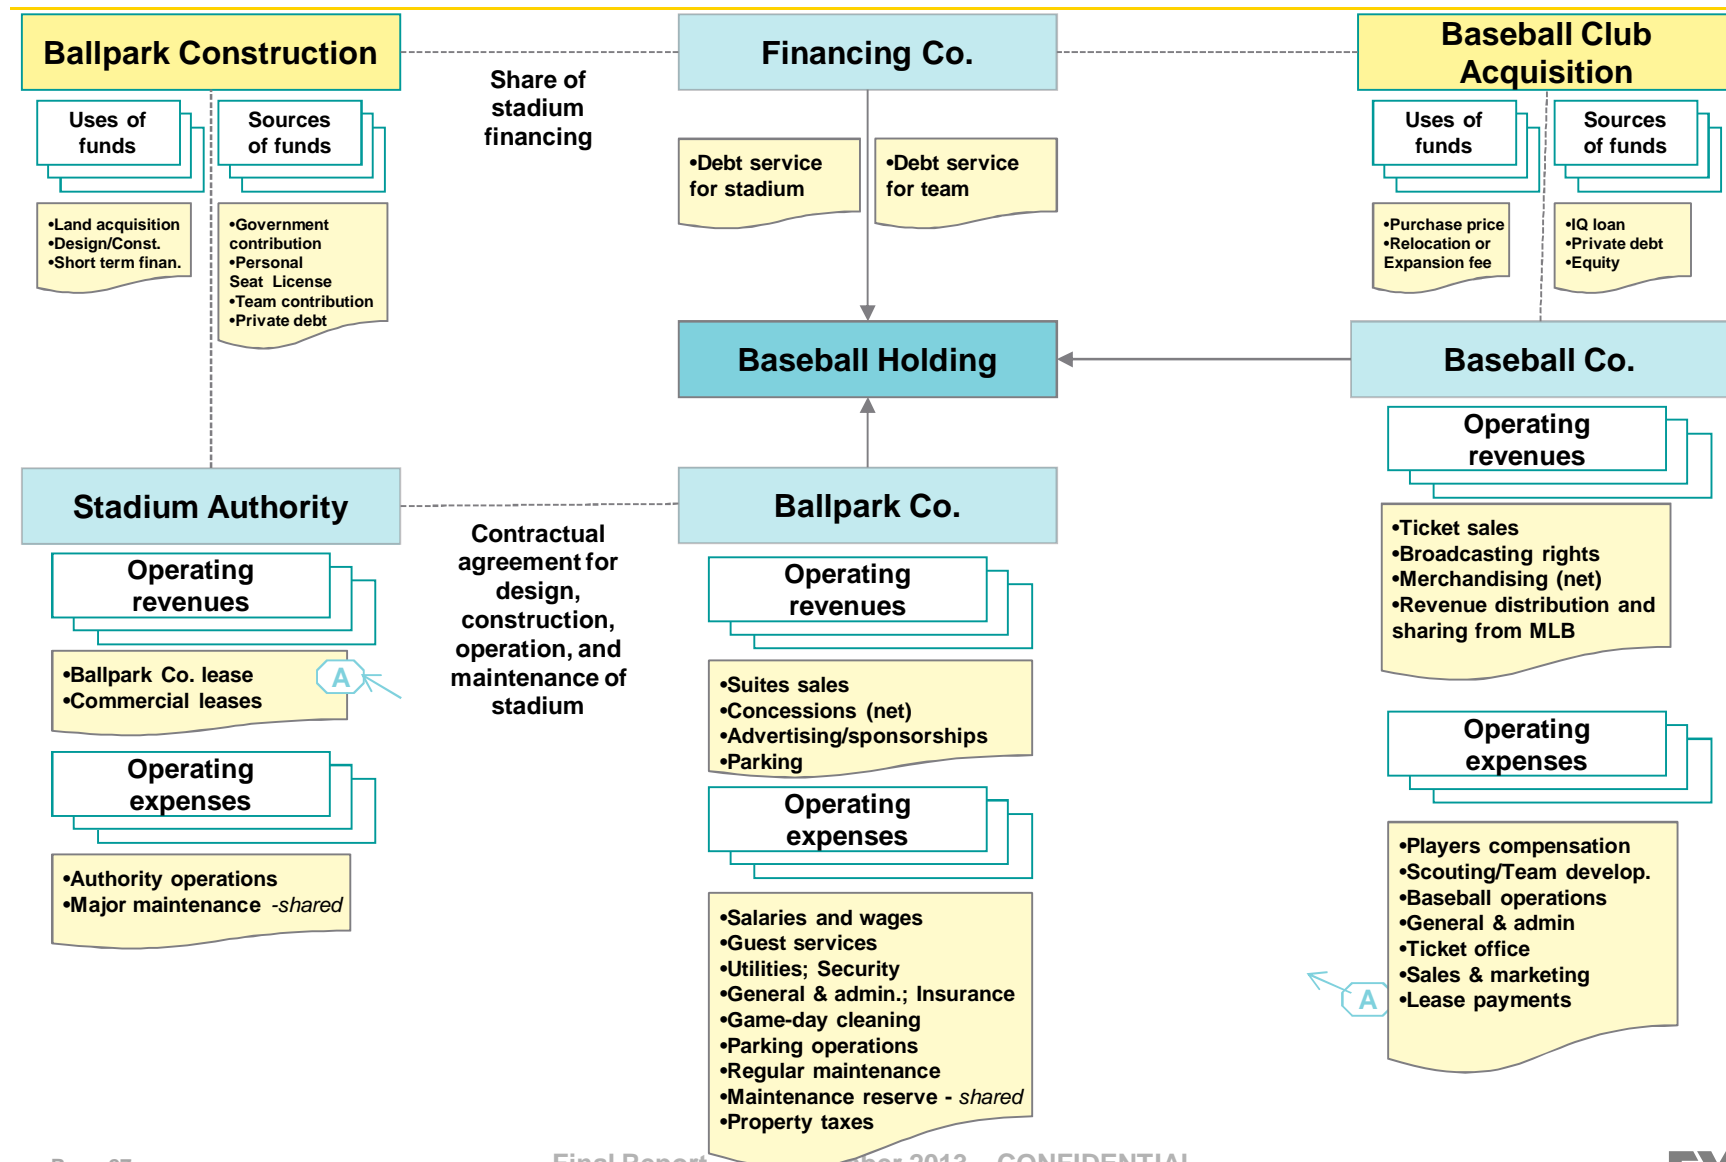 Ballpark Construction
Financing Co.
Baseball Club
Acquisition
Share of
stadium
financing
Uses of
funds
Sources
of funds
•Land acquisition
•Design/Const.
•Short term finan.
•Government
contribution
•Personal
Seat License
•Team contribution
•Private debt
•Debt service
for stadium
•Debt service
for team
Uses of
funds
Sources
of funds
•Purchase price
•Relocation or
Expansion fee
•IQ loan
•Private debt
•Equity
Baseball Holding
Baseball Co.
Stadium Authority
Ballpark Co.
Contractual
agreement for
design,
construction,
operation, and
maintenance of
stadium
Operating
revenues
•Ballpark Co. lease
•Commercial leases
A
Operating
expenses
•Authority operations
•Major maintenance -shared
Operating
revenues
•Suites sales
•Concessions (net)
•Advertising/sponsorships
•Parking
Operating
expenses
•Salaries and wages
•Guest services
•Utilities; Security
•General & admin.; Insurance
•Game-day cleaning
•Parking operations
•Regular maintenance
•Maintenance reserve - shared
•Property taxes
Operating
revenues
•Ticket sales
•Broadcasting rights
•Merchandising (net)
•Revenue distribution and
sharing from MLB
Operating
expenses
•Players compensation
•Scouting/Team develop.
•Baseball operations
•General & admin
•Ticket office
•Sales & marketing
•Lease payments
A
Final Report 2013 CONFIDENTIAL